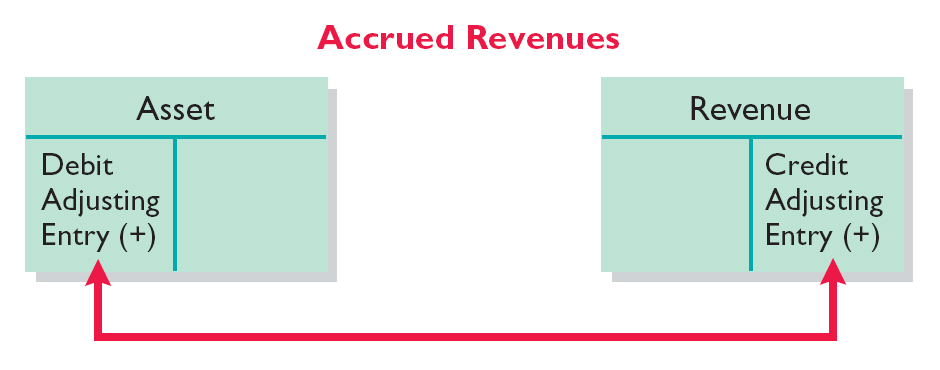 Accrued Revenues
Asset
Debit
Adjusting
Entry (+)
Revenue
Credit
Adjusting
Entry (+)